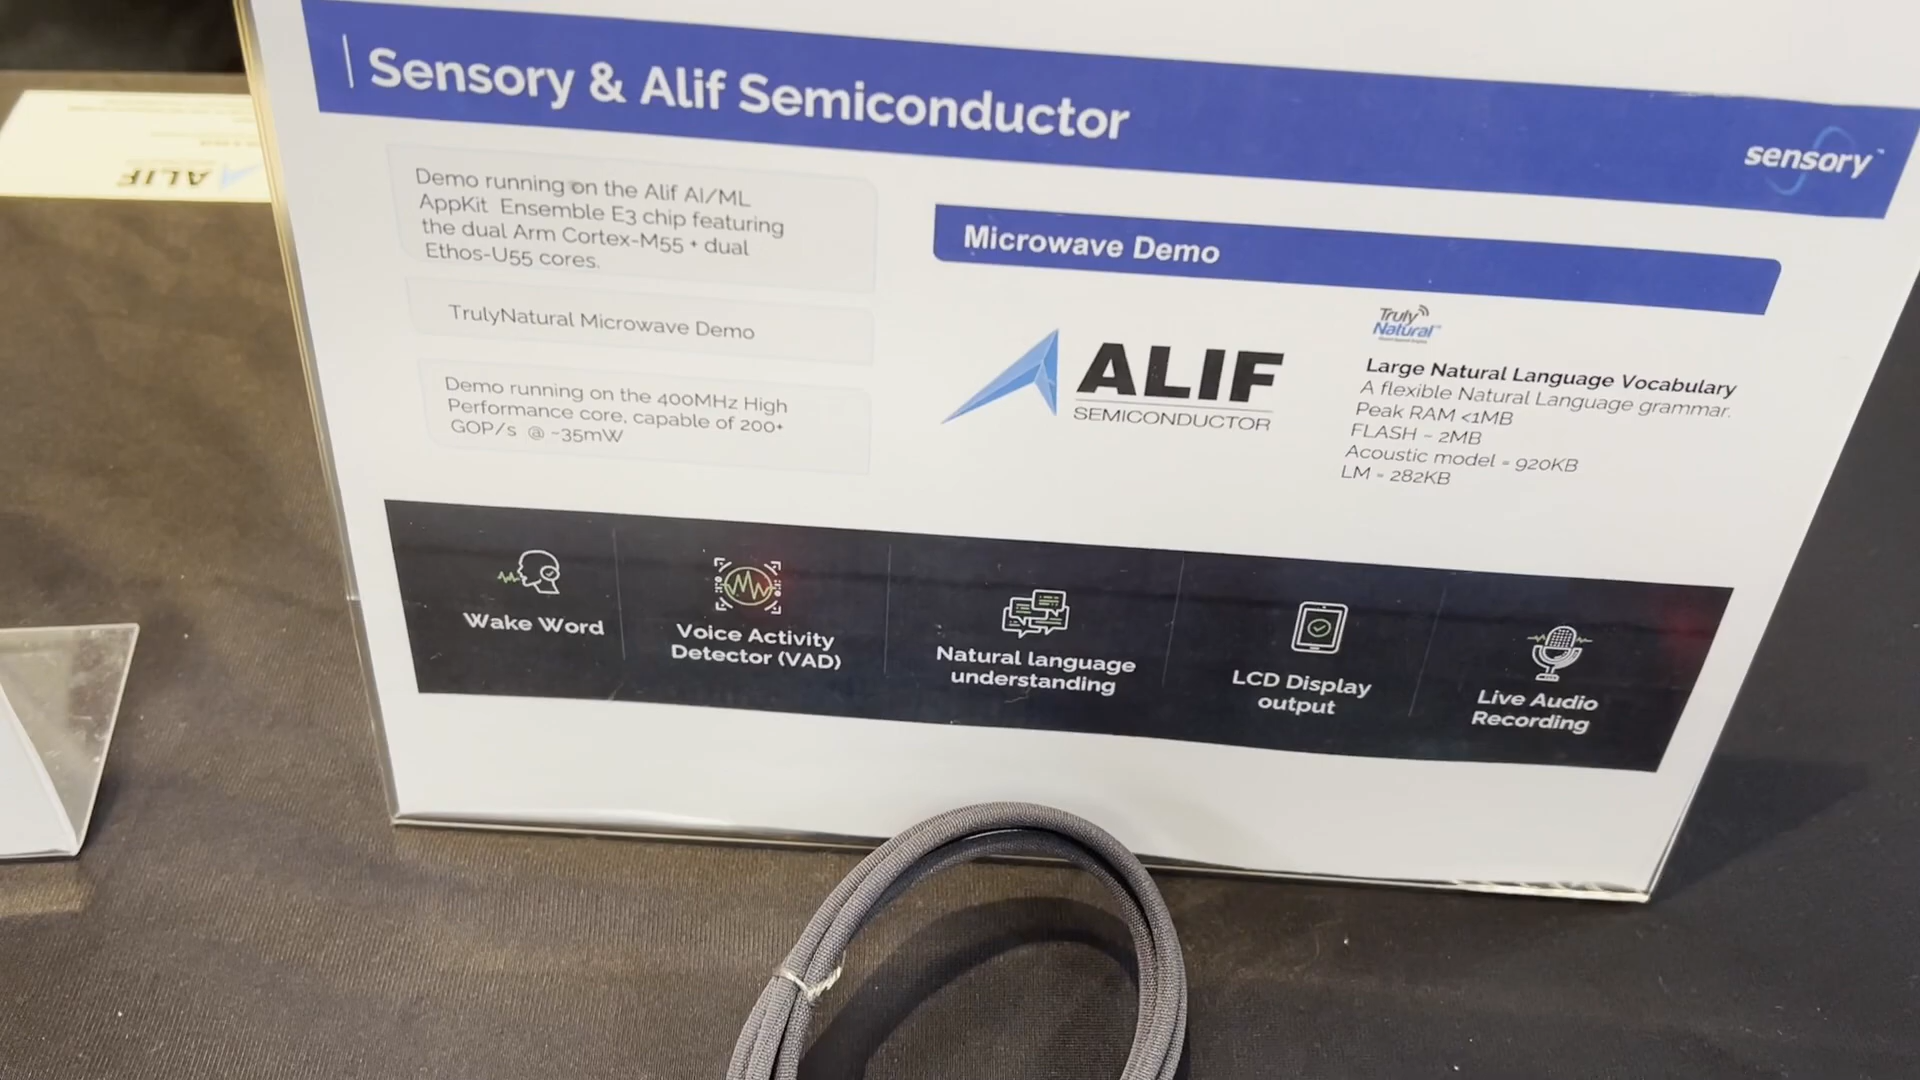 Sensory & Alif Semiconductor
sensory
Demo running on the Alif AI/ML
AppKit Ensemble E3 chip featuring
the dual Arm Cortex-M55 + dual
Ethos-U55 cores.
TrulyNatural Microwave Demo
Demo running on the 400MHz High
Performance core, capable of 200+
GOP/s @ ~35mW
Microwave Demo
ALIF
SEMICONDUCTOR
Truly
Natural™
Large Natural Language Vocabulary
A flexible Natural Language grammar.
Peak RAM <1MB
FLASH ~ 2MB
Acoustic model = 920KB
LM = 282KB
Wake Word
Voice Activity
Detector (VAD)
Natural language
understanding
LCD Display
output
Live Audio
Recording
ALIF